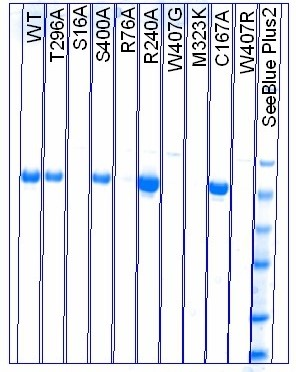 WT
T296A
S16A
S400A
R76A
R240A
W407G
M323K
C167A
W407R
SeeBlue Plus2